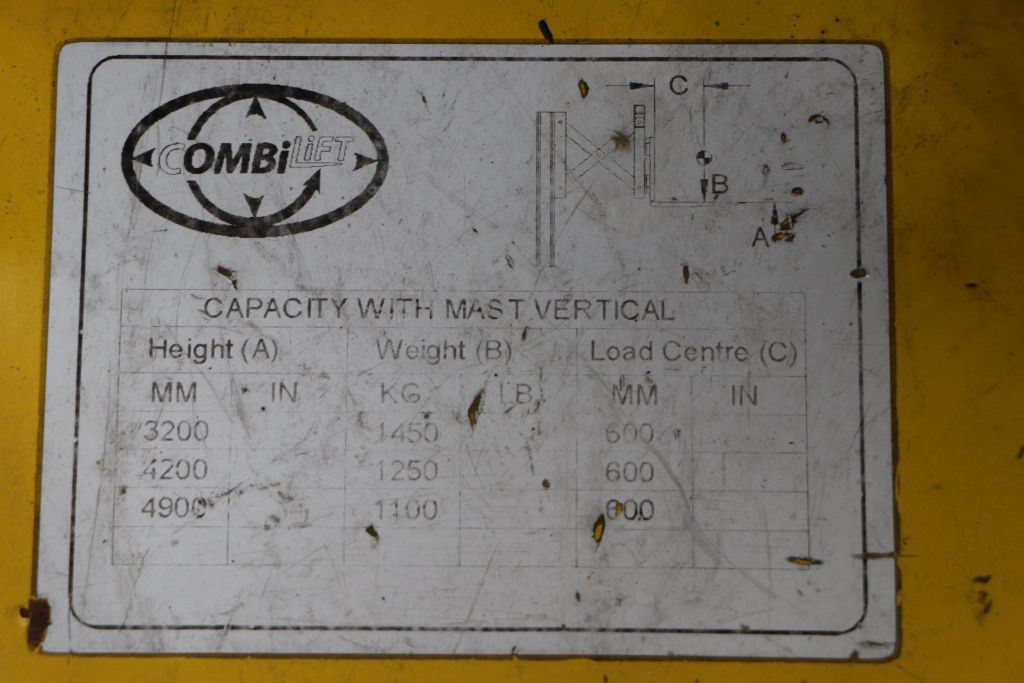 COMBiLiFT
C
B
A
CAPACITY WITH MAST VERTICAL
Height (A) Weight (B) Load Centre (C)
MM IN KG LB MM IN
3200 1450 600
4200 1250 600
4900 1100 600